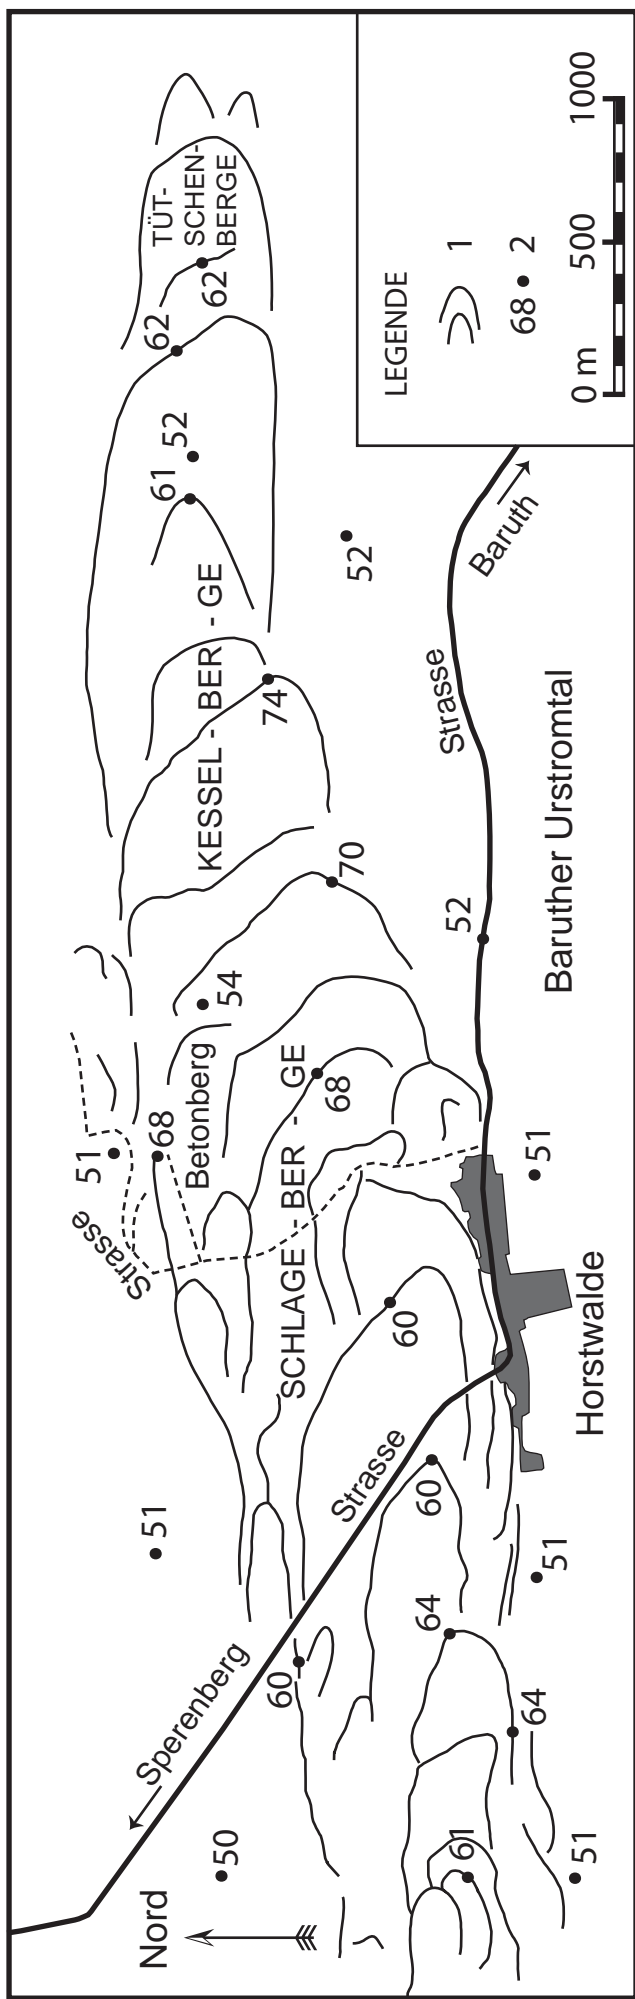 Nord
50
Sperenberg
51
60
Strasse
61
51
64
64
60
51
60
Horstwalde
SCHLAGE - BER - GE
Strasse
51
68
Betonberg
54
68
51
52
70
Baruther Urstromtal
KESSEL - BER - GE
74
Strasse
61
52
52
Baruth
62
62
TÜT-
SCHEN-
BERGE
LEGENDE
1
68 2
0 m 500 1000